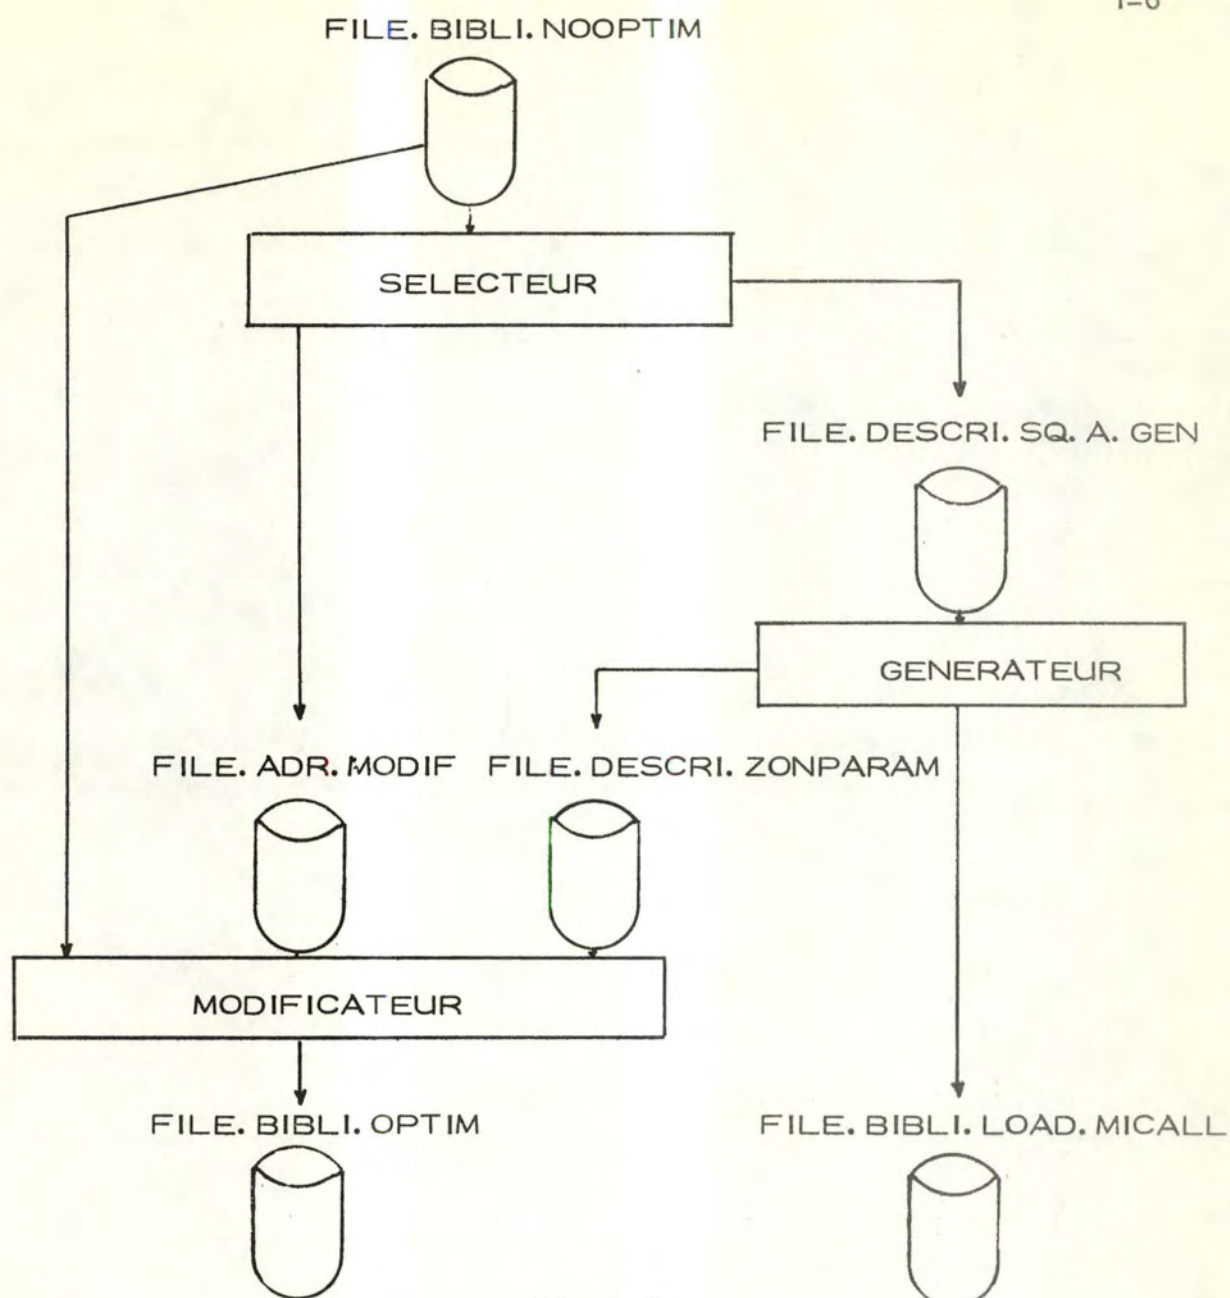 FILE. BIBLI. NOOPTIM
SELECTEUR
FILE. DESCRI. SQ. A. GEN
GENERATEUR
FILE. ADR. MODIF
FILE. DESCRI. ZONPARAM
MODIFICATEUR
FILE. BIBLI. OPTIM
FILE. BIBLI. LOAD. MICALL